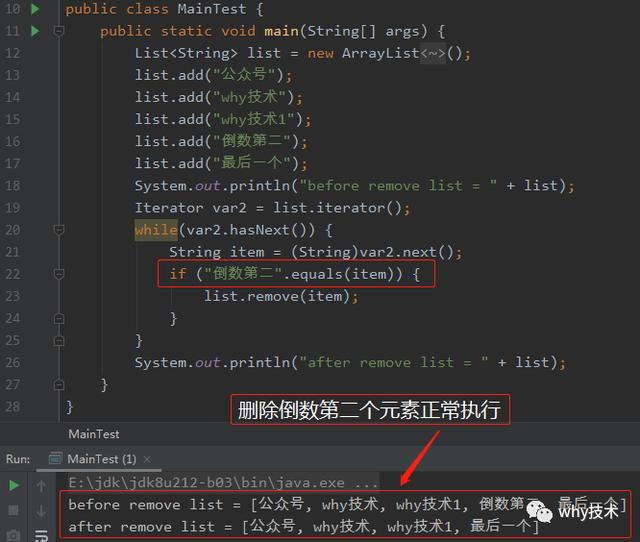 10 public class MainTest {
11 public static void main(String[] args) {
12 List<String> list = new ArrayList<~>();
13 list.add("公众号");
14 list.add("why技术");
15 list.add("why技术1");
16 list.add("倒数第二");
17 list.add("最后一个");
18 System.out.println("before remove list = " + list);
19 Iterator var2 = list.iterator();
20 while(var2.hasNext()) {
21 String item = (String)var2.next();
22 if ("倒数第二".equals(item)) {
23 list.remove(item);
24 }
25 }
26 System.out.println("after remove list = " + list);
27 }
28 }
删除倒数第二个元素正常执行
MainTest
Run: MainTest (1) ×
E:\jdk\jdk8u212-b03\bin\java.exe ...
before remove list = [公众号, why技术, why技术1, 倒数第二, 最后一个]
after remove list = [公众号, why技术, why技术1, 最后一个]
why技术